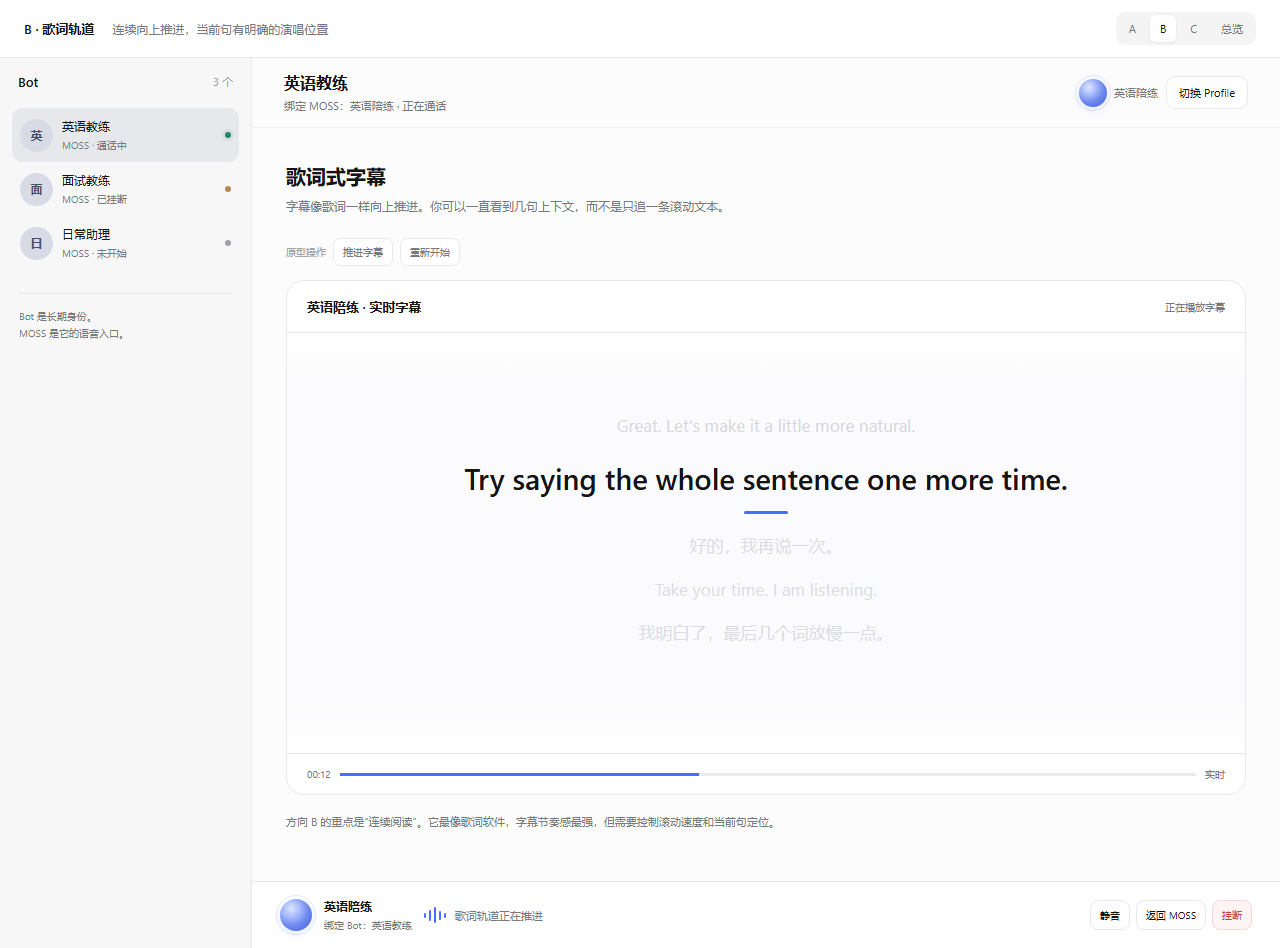 B · 歌词轨道 连续向上推进，当前句有明确的演唱位置
A B C 总览
Bot 3 个
英 英语教练
MOSS · 通话中
面 面试教练
MOSS · 已挂断
日 日常助理
MOSS · 未开始
Bot 是长期身份。
MOSS 是它的语音入口。
英语教练
绑定 MOSS：英语陪练 · 正在通话
英语陪练 切换 Profile
歌词式字幕
字幕像歌词一样向上推进。你可以一直看到几句上下文，而不是只追一条滚动文本。
原型操作 推进字幕 重新开始
英语陪练 · 实时字幕 正在播放字幕
Great. Let's make it a little more natural.
Try saying the whole sentence one more time.
好的，我再说一次。
Take your time. I am listening.
我明白了，最后几个词放慢一点。
00:12 实时
方向 B 的重点是“连续阅读”。它最像歌词软件，字幕节奏感最强，但需要控制滚动速度和当前句定位。
英语陪练
绑定 Bot：英语教练
歌词轨道正在推进
静音 返回 MOSS 挂断